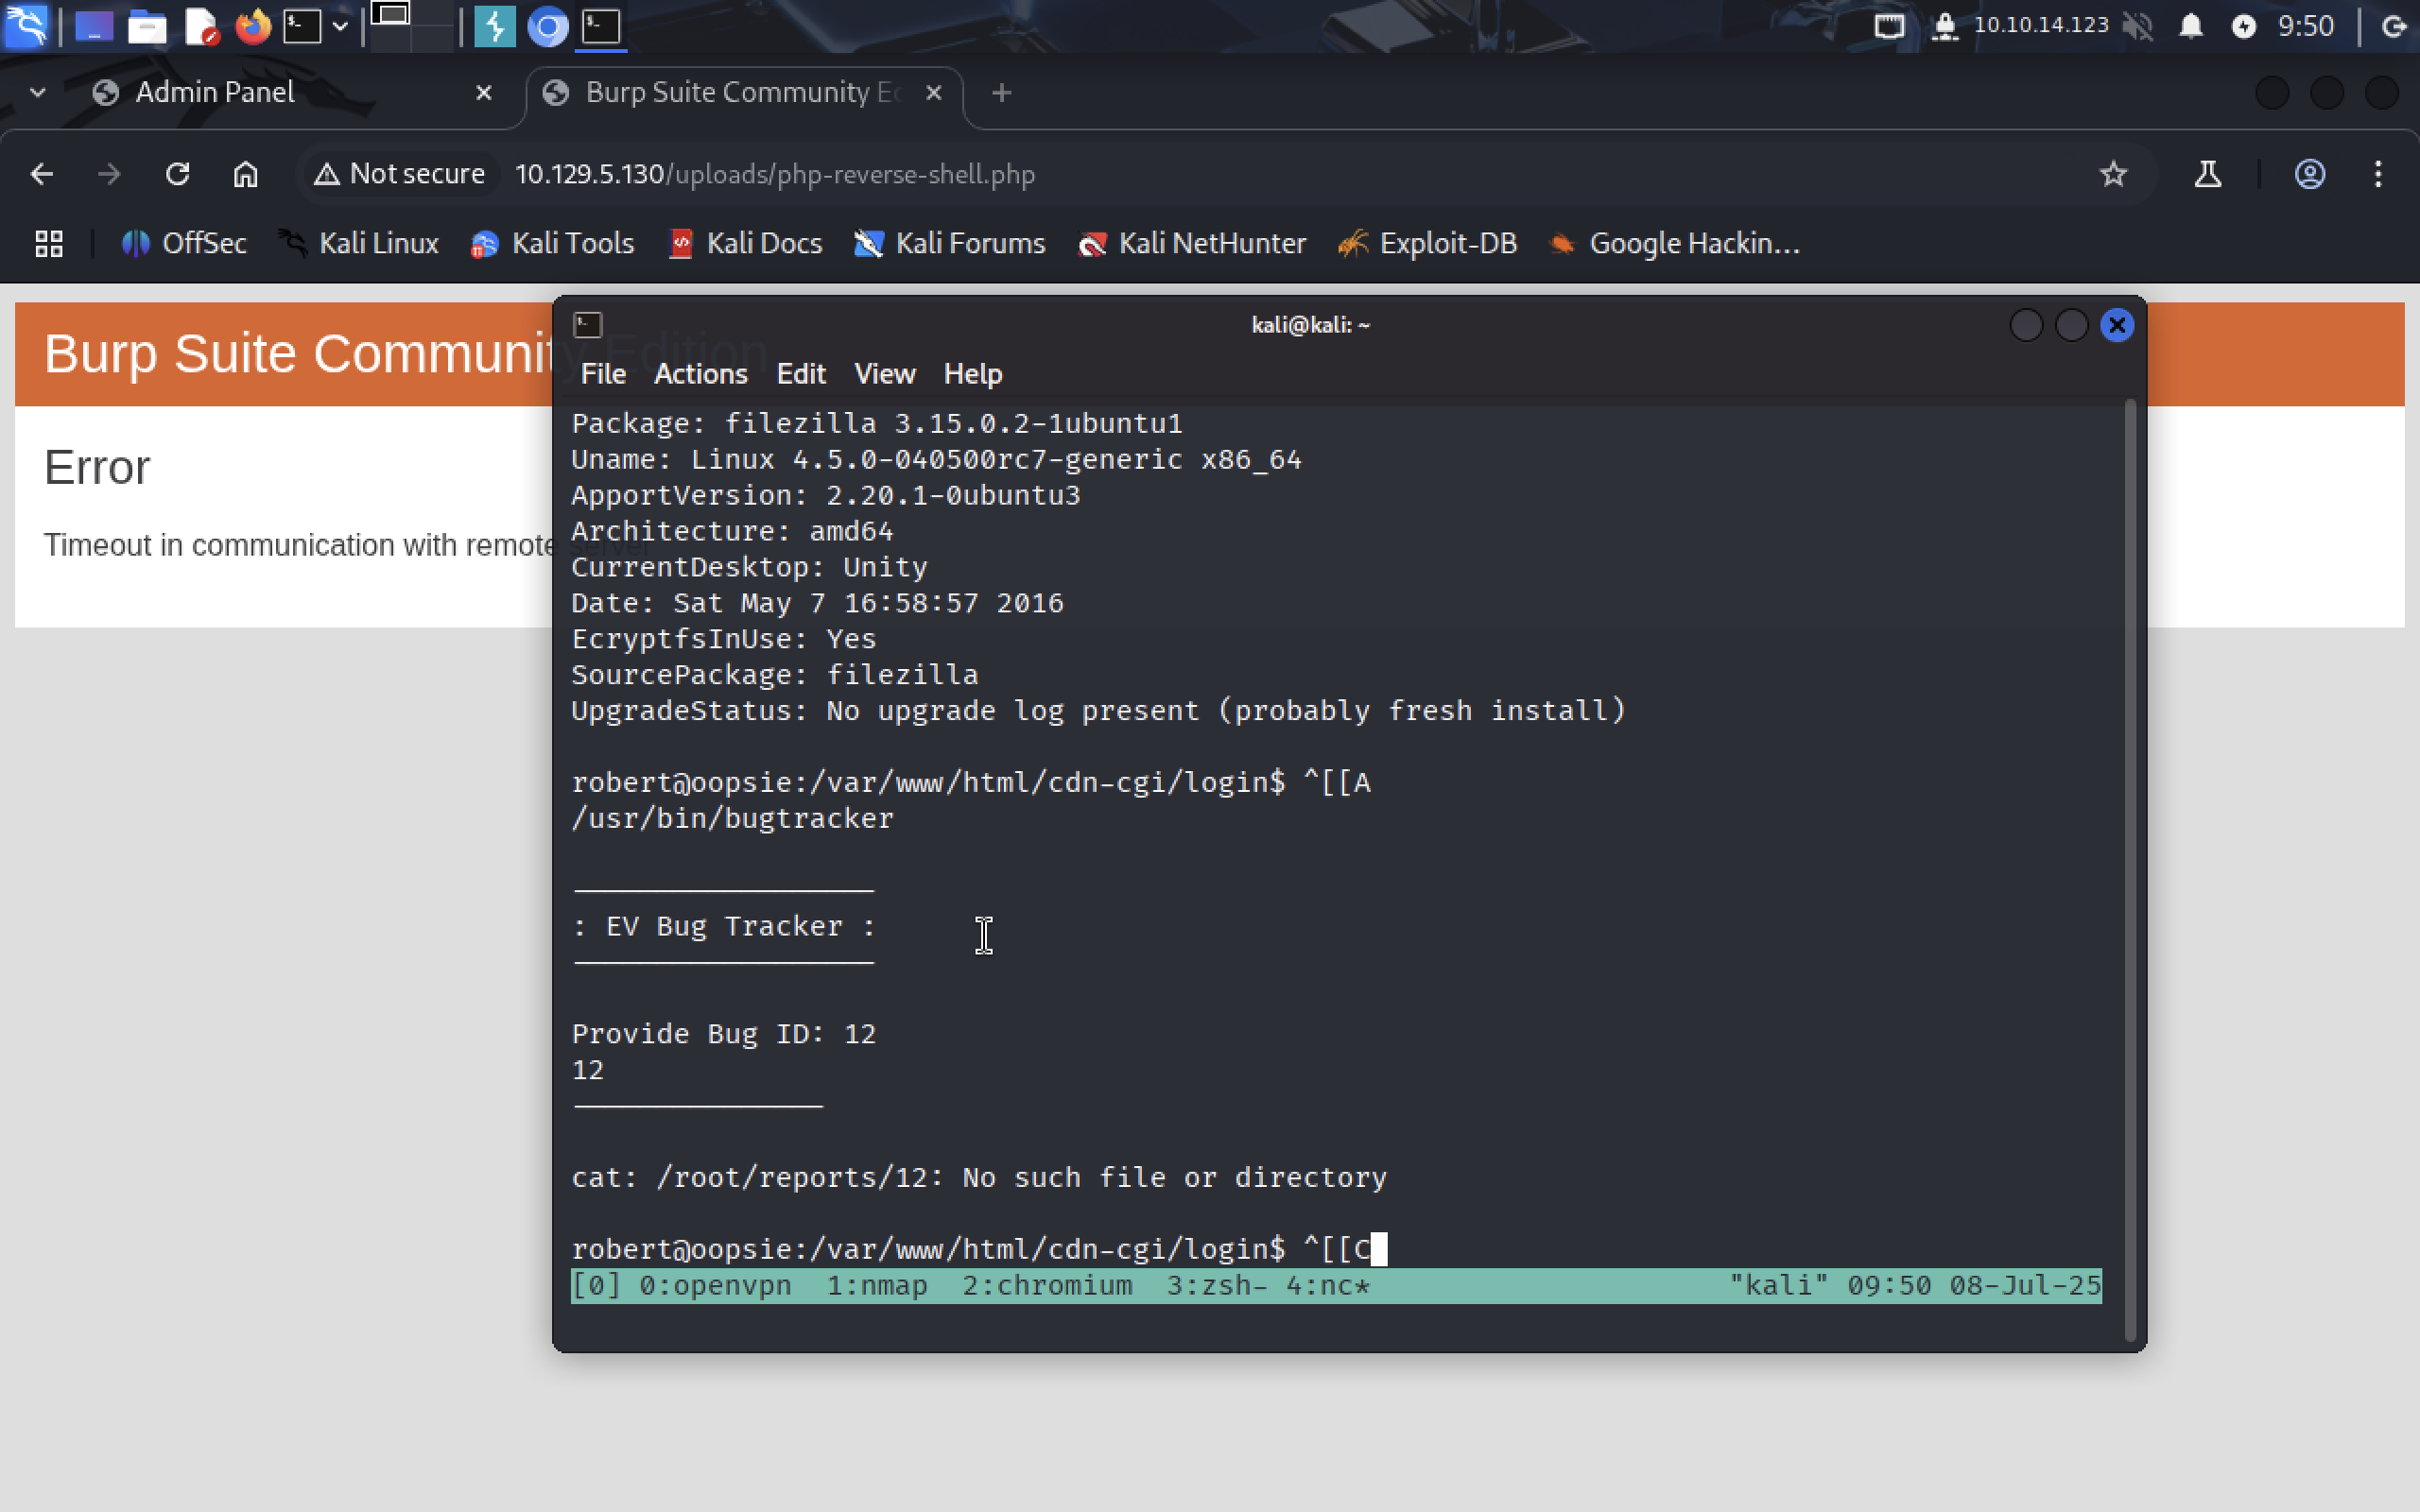 10.10.14.123
9:50
Admin Panel
Burp Suite Community Ed
Not secure
10.129.5.130/uploads/php-reverse-shell.php
OffSec
Kali Linux
Kali Tools
Kali Docs
Kali Forums
Kali NetHunter
Exploit-DB
Google Hackin...
Burp Suite Community Edition
Error
Timeout in communication with remote server
kali@kali: ~
File Actions Edit View Help
Package: filezilla 3.15.0.2-1ubuntu1
Uname: Linux 4.5.0-040500rc7-generic x86_64
ApportVersion: 2.20.1-0ubuntu3
Architecture: amd64
CurrentDesktop: Unity
Date: Sat May 7 16:58:57 2016
EcryptfsInUse: Yes
SourcePackage: filezilla
UpgradeStatus: No upgrade log present (probably fresh install)
robert@oopsie:/var/www/html/cdn-cgi/login$ ^[[A
/usr/bin/bugtracker
------------------
: EV Bug Tracker :
------------------
Provide Bug ID: 12
12
---------------
cat: /root/reports/12: No such file or directory
robert@oopsie:/var/www/html/cdn-cgi/login$ ^[[C
[0] 0:openvpn 1:nmap 2:chromium 3:zsh- 4:nc* "kali" 09:50 08-Jul-25